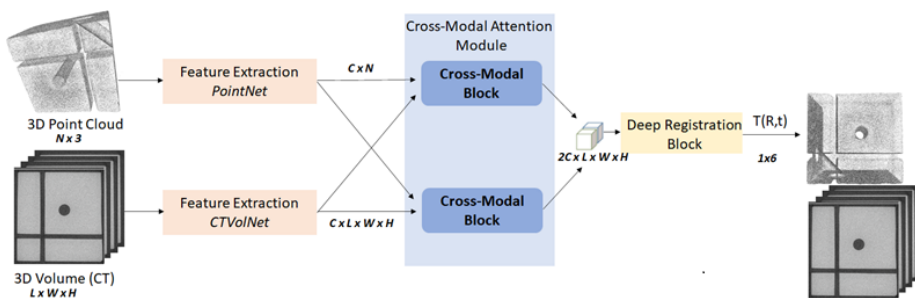 3D Point Cloud
N x 3
3D Volume (CT)
L x W x H
Feature Extraction
PointNet
Feature Extraction
CTVolNet
C x N
C x L x W x H
Cross-Modal Attention
Module
Cross-Modal
Block
Cross-Modal
Block
2C x L x W x H
Deep Registration
Block
T(R,t)
1x6